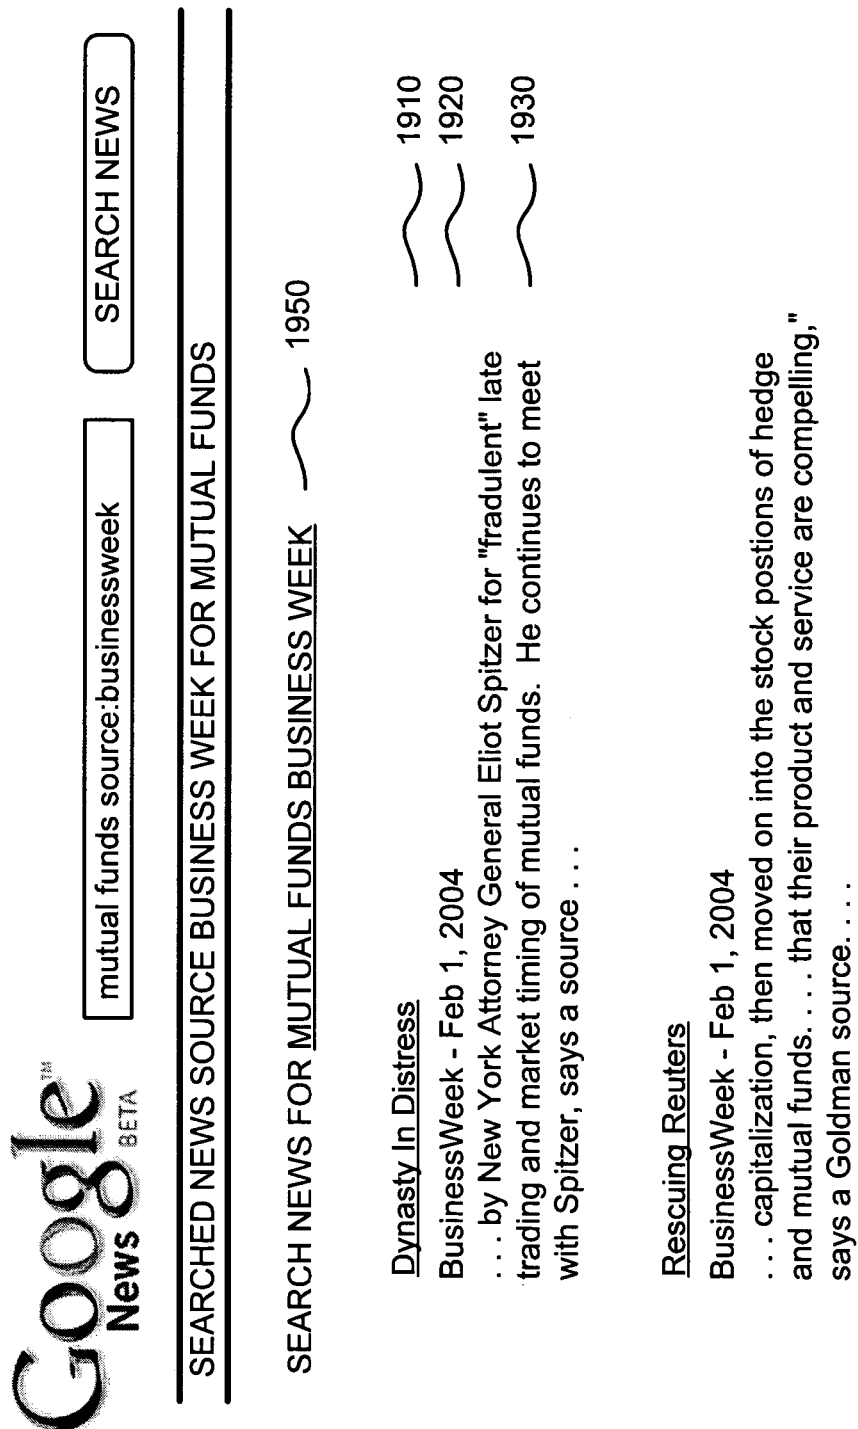 Google™
News BETA
mutual funds source:businessweek
SEARCH NEWS
SEARCHED NEWS SOURCE BUSINESS WEEK FOR MUTUAL FUNDS
SEARCH NEWS FOR MUTUAL FUNDS BUSINESS WEEK 1950
Dynasty In Distress 1910
BusinessWeek - Feb 1, 2004 1920
. . . . by New York Attorney General Eliot Spitzer for "fradulent" late
trading and market timing of mutual funds. He continues to meet 1930
with Spitzer, says a source . . .
Rescuing Reuters
BusinessWeek - Feb 1, 2004
. . . . capitalization, then moved on into the stock postions of hedge
and mutual funds. . . . that their product and service are compelling,"
says a Goldman source. . . .